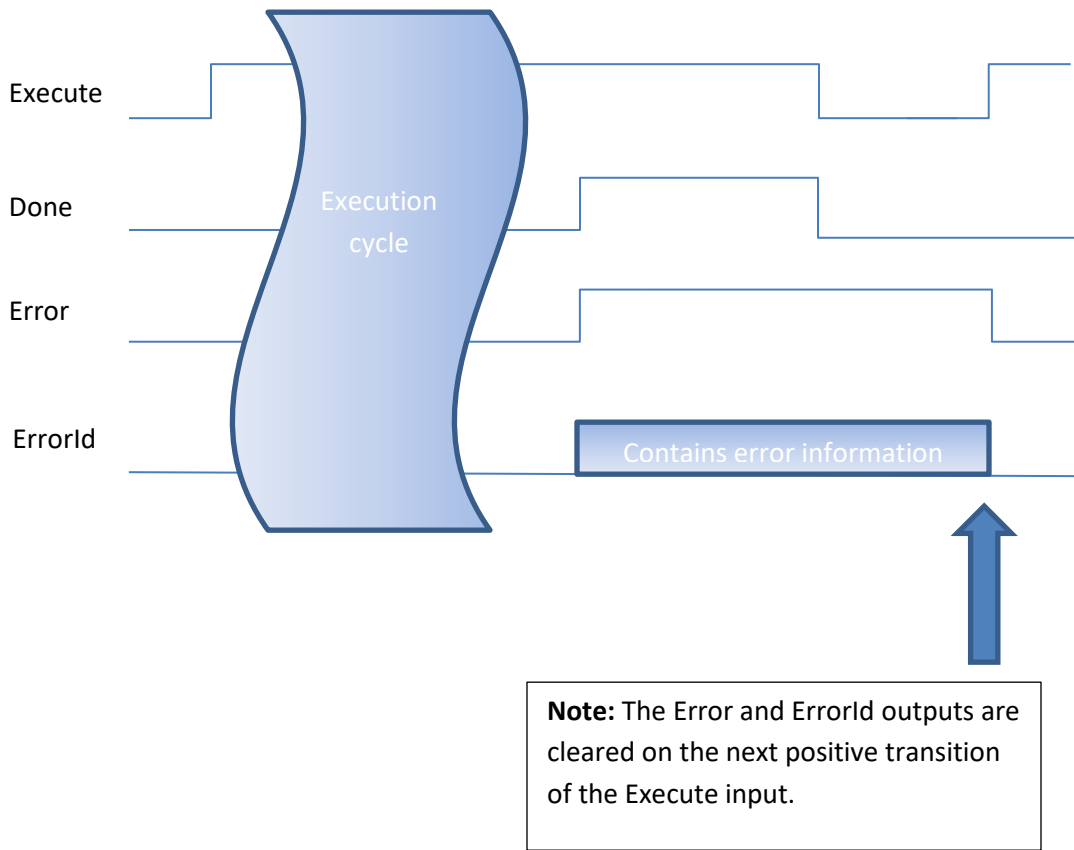 Execute
Done
Execution
cycle
Error
ErrorId
Contains error information
Note: The Error and ErrorId outputs are
cleared on the next positive transition
of the Execute input.